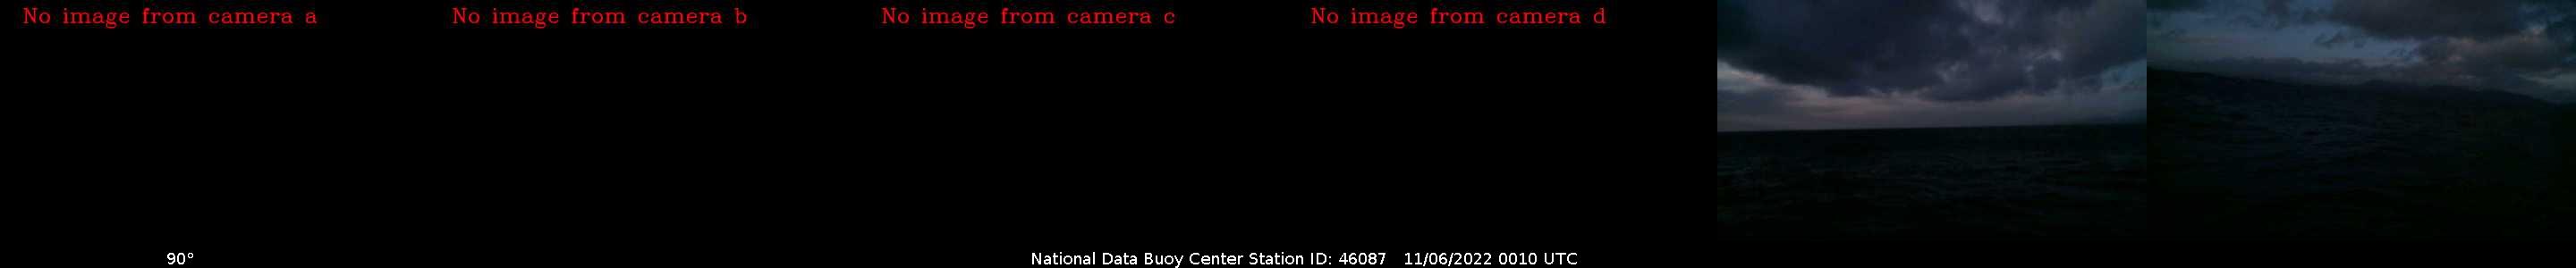 No image from camera a
No image from camera b
No image from camera c
No image from camera d
90°
National Data Buoy Center Station ID: 46087 11/06/2022 0010 UTC